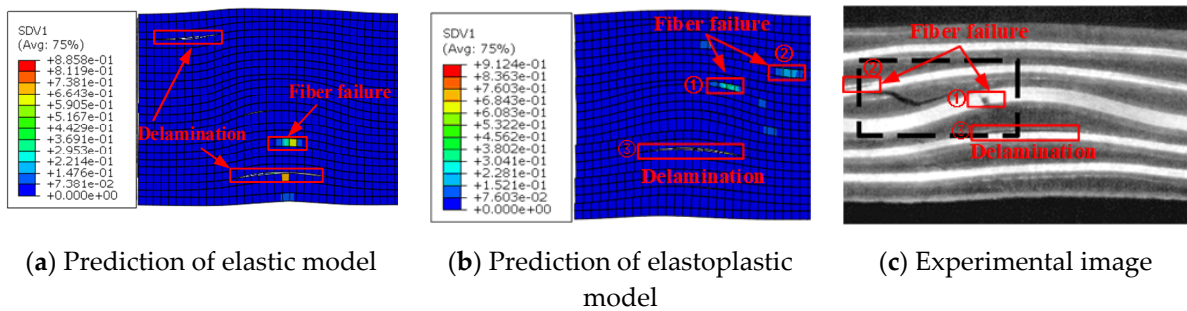 SDV1
(Avg: 75%)
+8.858e-01
+8.119e-01
+7.381e-01
+6.643e-01
+5.905e-01
+5.167e-01
+4.429e-01
+3.691e-01
+2.953e-01
+2.214e-01
+1.476e-01
+7.381e-02
+0.000e+00
Delamination
Fiber failure
(a) Prediction of elastic model
SDV1
(Avg: 75%)
+9.124e-01
+8.363e-01
+7.603e-01
+6.843e-01
+6.083e-01
+5.322e-01
+4.562e-01
+3.802e-01
+3.041e-01
+2.281e-01
+1.521e-01
+7.603e-02
+0.000e+00
Fiber failure
②
①
③
Delamination
(b) Prediction of elastoplastic
model
Fiber failure
②
①
③
Delamination
(c) Experimental image